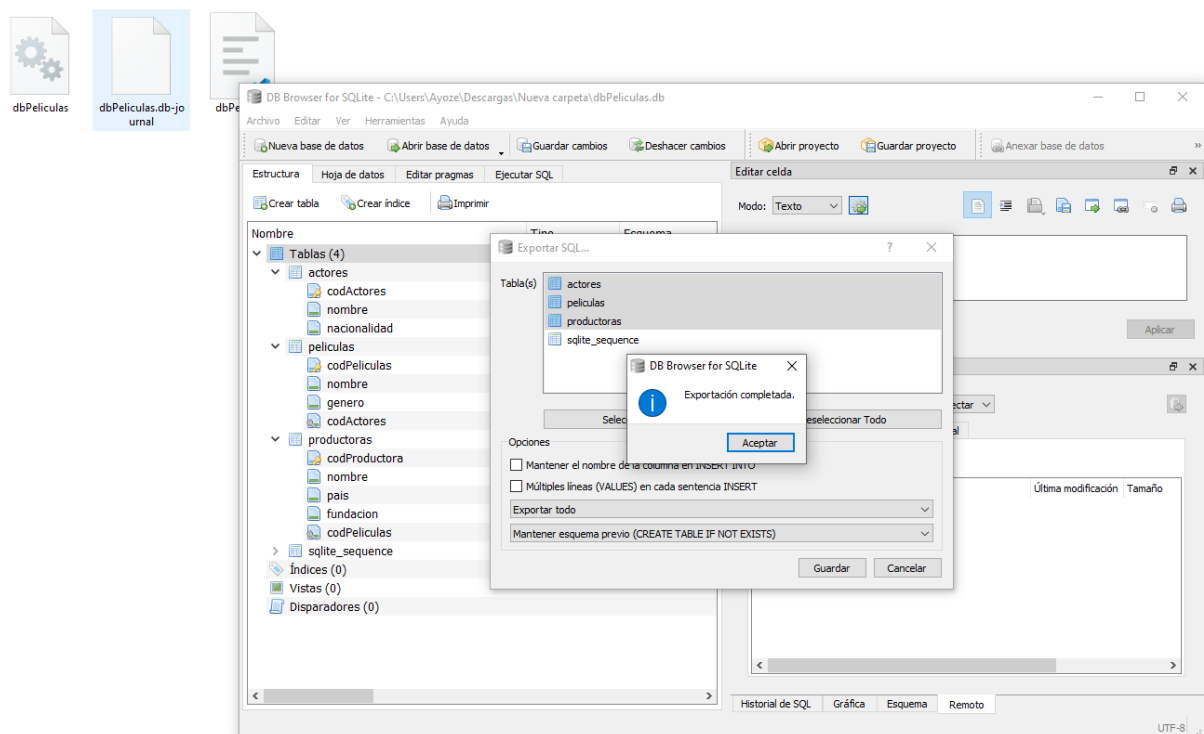 dbPeliculas
dbPeliculas.db-jo
urnal
DB Browser for SQLite - C:\Users\Ayoze\Descargas\Nueva carpeta\dbPeliculas.db
Archivo Editar Ver Herramientas Ayuda
Nueva base de datos Abrir base de datos Guardar cambios Deshacer cambios Abrir proyecto Guardar proyecto Anexar base de datos »
Estructura Hoja de datos Editar pragmas Ejecutar SQL
Crear tabla Crear índice Imprimir
Nombre Tipo Esquema
Tablas (4)
actores
codActores
nombre
nacionalidad
peliculas
codPeliculas
nombre
genero
codActores
productoras
codProductora
nombre
pais
fundacion
codPeliculas
sqlite_sequence
Índices (0)
Vistas (0)
Disparadores (0)
Editar celda
Modo: Texto
Aplicar
Última modificación Tamaño
Historial de SQL Gráfica Esquema Remoto
UTF-8
Exportar SQL... ?
Tabla(s)
actores
peliculas
productoras
sqlite_sequence
Opciones
Mantener el nombre de la columna en INSERT INTO
Múltiples líneas (VALUES) en cada sentencia INSERT
Exportar todo
Mantener esquema previo (CREATE TABLE IF NOT EXISTS)
Guardar Cancelar
DB Browser for SQLite
Exportación completada.
Aceptar